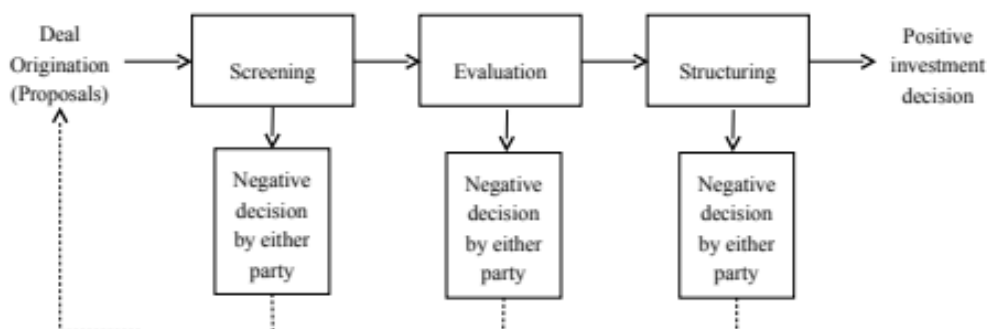 Deal
Origination
(Proposals)
Screening
Evaluation
Structuring
Positive
investment
decision
Negative
decision
by either
party
Negative
decision
by either
party
Negative
decision
by either
party